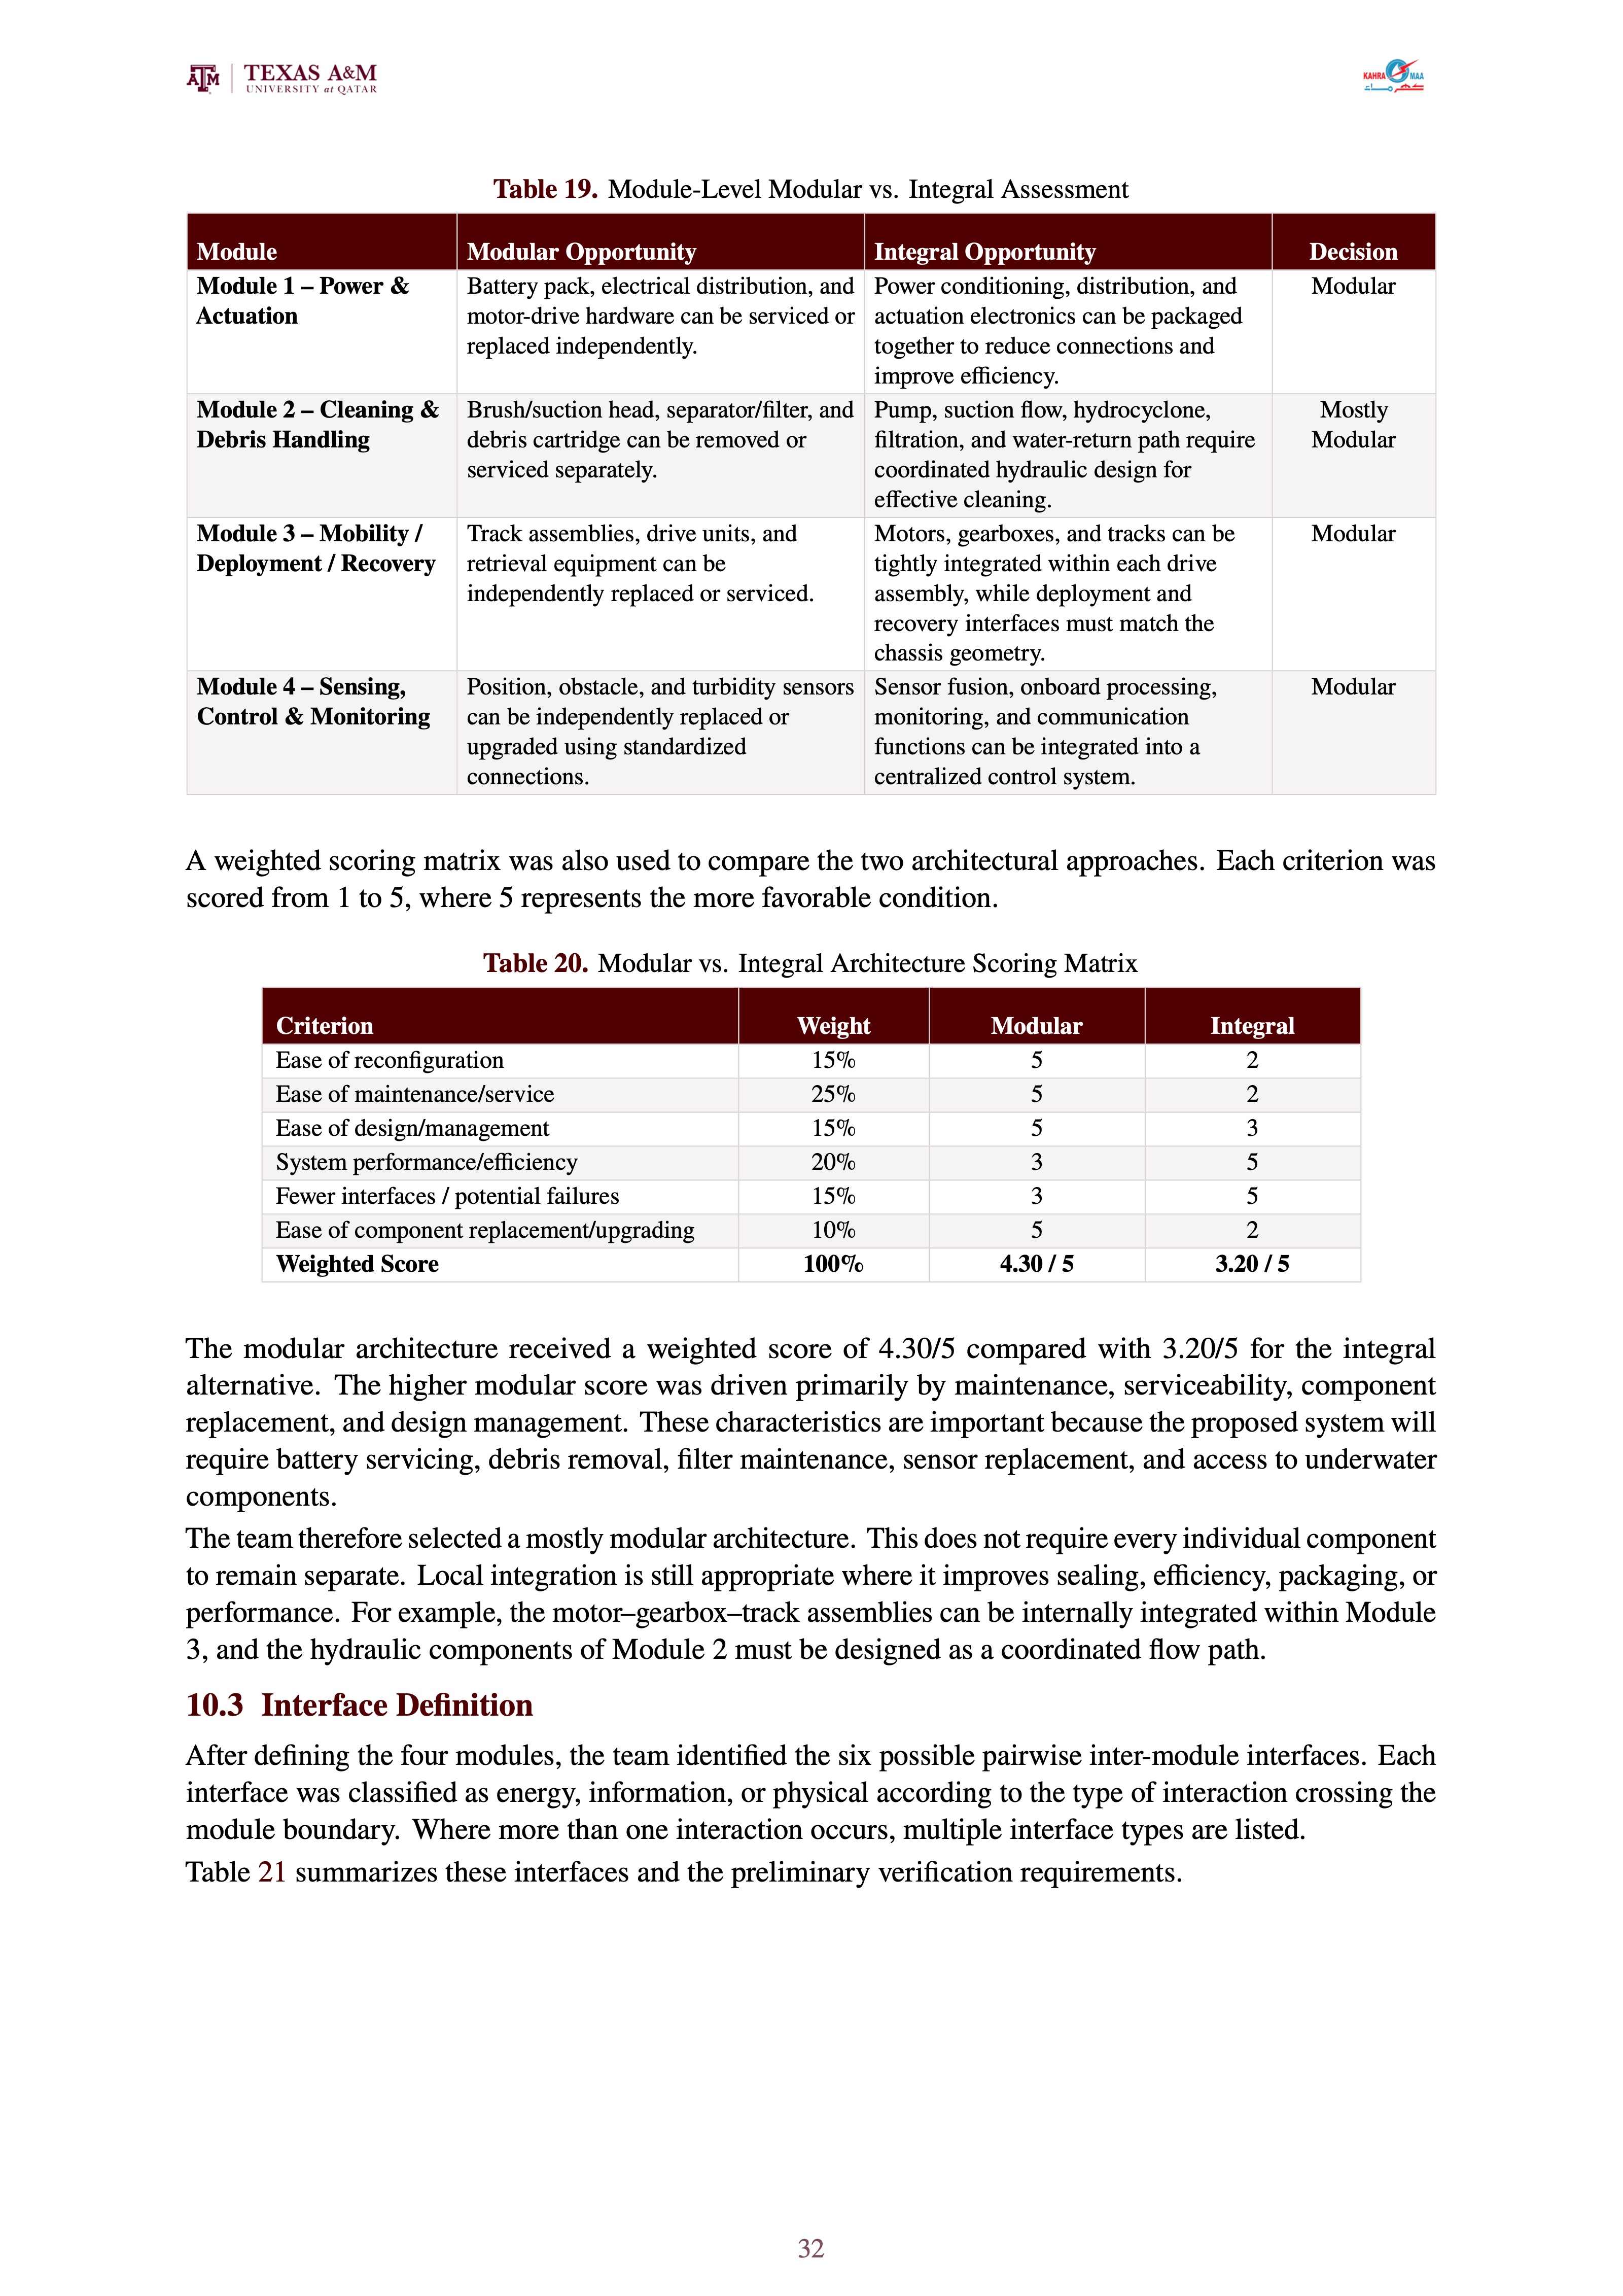 TEXAS A&M
UNIVERSITY at QATAR
KAHRA MAA
Table 19. Module-Level Modular vs. Integral Assessment
Module Modular Opportunity Integral Opportunity Decision
Module 1 – Power & Actuation
Battery pack, electrical distribution, and motor-drive hardware can be serviced or replaced independently.
Power conditioning, distribution, and actuation electronics can be packaged together to reduce connections and improve efficiency.
Modular
Module 2 – Cleaning & Debris Handling
Brush/suction head, separator/filter, and debris cartridge can be removed or serviced separately.
Pump, suction flow, hydrocyclone, filtration, and water-return path require coordinated hydraulic design for effective cleaning.
Mostly Modular
Module 3 – Mobility / Deployment / Recovery
Track assemblies, drive units, and retrieval equipment can be independently replaced or serviced.
Motors, gearboxes, and tracks can be tightly integrated within each drive assembly, while deployment and recovery interfaces must match the chassis geometry.
Modular
Module 4 – Sensing, Control & Monitoring
Position, obstacle, and turbidity sensors can be independently replaced or upgraded using standardized connections.
Sensor fusion, onboard processing, monitoring, and communication functions can be integrated into a centralized control system.
Modular
A weighted scoring matrix was also used to compare the two architectural approaches. Each criterion was
scored from 1 to 5, where 5 represents the more favorable condition.
Table 20. Modular vs. Integral Architecture Scoring Matrix
Criterion Weight Modular Integral
Ease of reconfiguration 15% 5 2
Ease of maintenance/service 25% 5 2
Ease of design/management 15% 5 3
System performance/efficiency 20% 3 5
Fewer interfaces / potential failures 15% 3 5
Ease of component replacement/upgrading 10% 5 2
Weighted Score 100% 4.30 / 5 3.20 / 5
The modular architecture received a weighted score of 4.30/5 compared with 3.20/5 for the integral
alternative. The higher modular score was driven primarily by maintenance, serviceability, component
replacement, and design management. These characteristics are important because the proposed system will
require battery servicing, debris removal, filter maintenance, sensor replacement, and access to underwater
components.
The team therefore selected a mostly modular architecture. This does not require every individual component
to remain separate. Local integration is still appropriate where it improves sealing, efficiency, packaging, or
performance. For example, the motor–gearbox–track assemblies can be internally integrated within Module
3, and the hydraulic components of Module 2 must be designed as a coordinated flow path.
10.3 Interface Definition
After defining the four modules, the team identified the six possible pairwise inter-module interfaces. Each
interface was classified as energy, information, or physical according to the type of interaction crossing the
module boundary. Where more than one interaction occurs, multiple interface types are listed.
Table 21 summarizes these interfaces and the preliminary verification requirements.
32